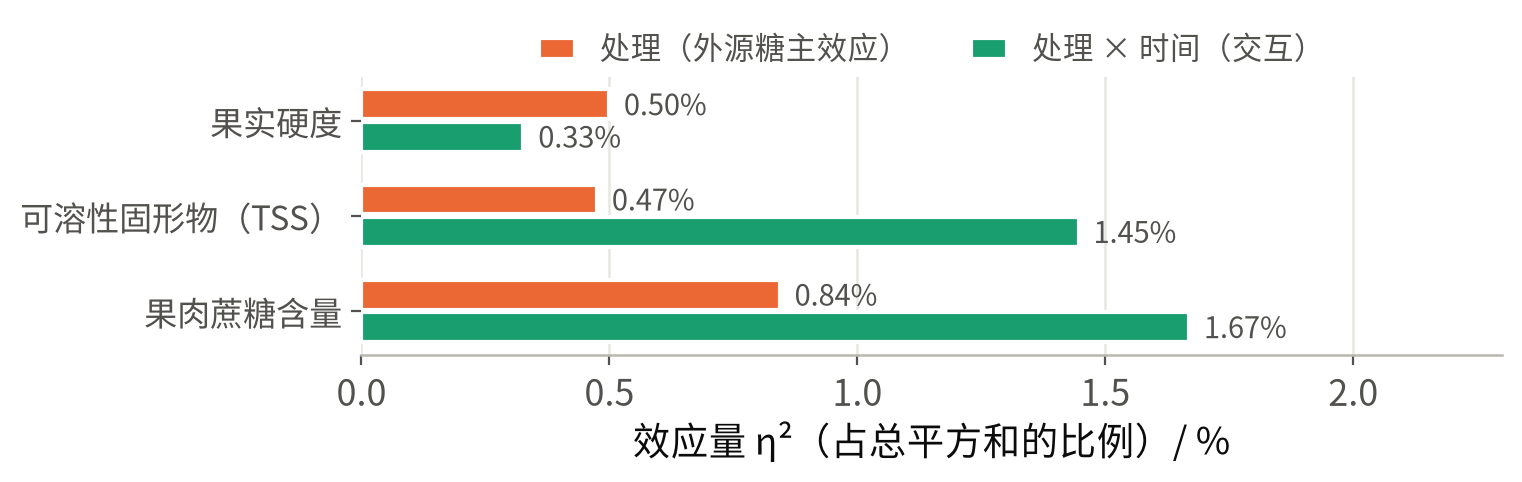 处理（外源糖主效应） 处理 × 时间（交互）
果实硬度
0.50%
0.33%
可溶性固形物（TSS）
0.47%
1.45%
果肉蔗糖含量
0.84%
1.67%
0.0 0.5 1.0 1.5 2.0
效应量 η²（占总平方和的比例）/ %